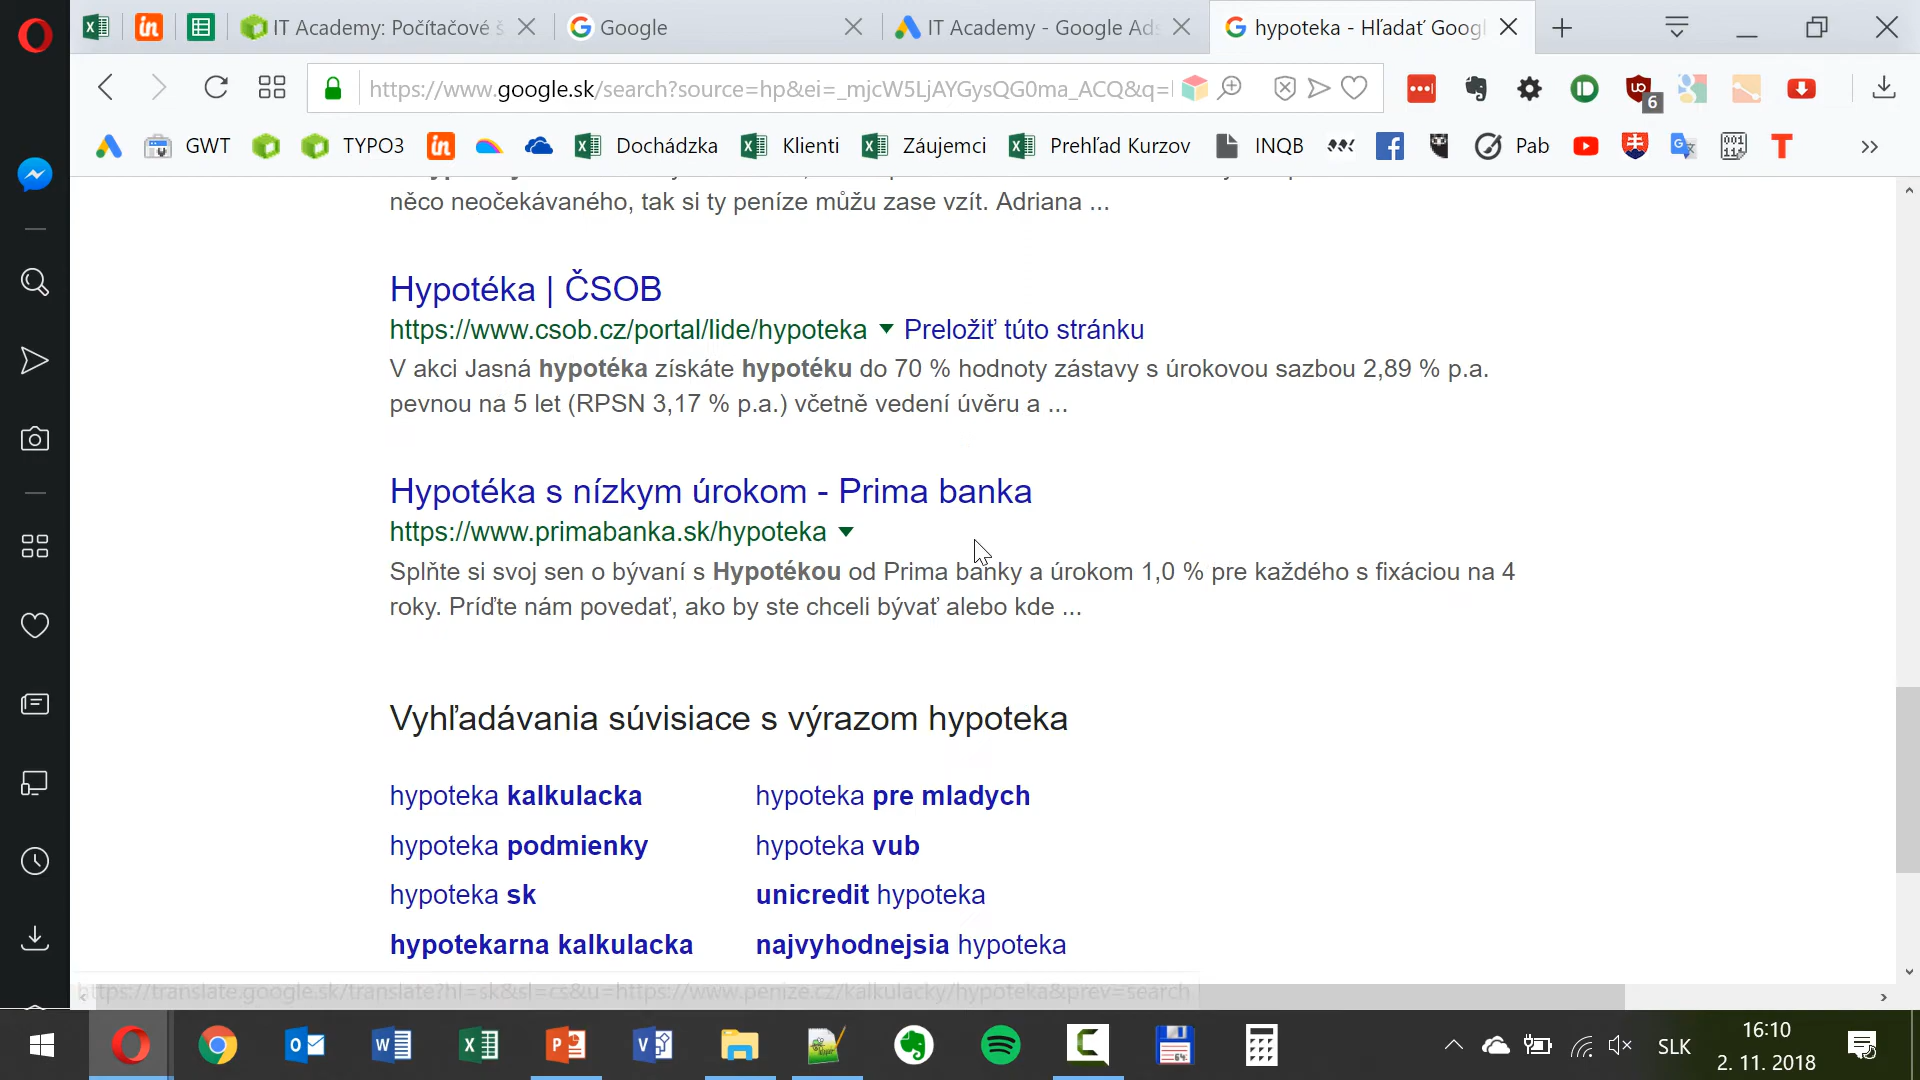 IT Academy: Počítačové š
Google
IT Academy - Google Ads
hypoteka - Hľadať Googl
https://www.google.sk/search?source=hp&ei=_mjcW5LjAYGysQG0ma_ACQ&q=
6
GWT
TYPO3
in
Dochádzka
Klienti
Záujemci
Prehľad Kurzov
INQB
Pab
něco neočekávaného, tak si ty peníze můžu zase vzít. Adriana ...
Hypotéka | ČSOB
https://www.csob.cz/portal/lide/hypoteka Preložiť túto stránku
V akci Jasná hypotéka získáte hypotéku do 70 % hodnoty zástavy s úrokovou sazbou 2,89 % p.a.
pevnou na 5 let (RPSN 3,17 % p.a.) včetně vedení úvěru a ...
Hypotéka s nízkym úrokom - Prima banka
https://www.primabanka.sk/hypoteka
Splňte si svoj sen o bývaní s Hypotékou od Prima banky a úrokom 1,0 % pre každého s fixáciou na 4
roky. Príďte nám povedať, ako by ste chceli bývať alebo kde ...
Vyhľadávania súvisiace s výrazom hypoteka
hypoteka kalkulacka
hypoteka pre mladych
hypoteka podmienky
hypoteka vub
hypoteka sk
unicredit hypoteka
hypotekarna kalkulacka
najvyhodnejsia hypoteka
https://translate.google.sk/translate?hl=sk&sl=cs&u=https://www.penize.cz/kalkulacky/hypoteka&prev=search
SLK
16:10
2. 11. 2018